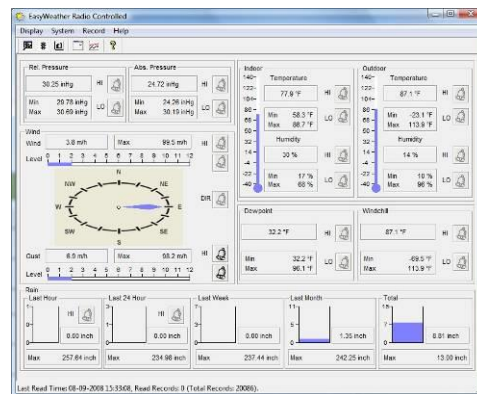 EasyWeather Radio Controlled
Display System Record Help
Rel. Pressure
30.25 inHg
HI
Min 29.78 inHg
Max 30.69 inHg
LO
Abs. Pressure
24.72 inHg
HI
Min 24.26 inHg
Max 30.19 inHg
LO
Wind
Wind 3.8 m/h Max 99.5 m/h HI
Level 0 1 2 3 4 5 6 7 8 9 10 11 12
N
NW NE
W E
SW SE
S
DIR
Gust 6.9 m/h Max 98.2 m/h HI
Level 0 1 2 3 4 5 6 7 8 9 10 11 12
Indoor
Temperature
77.9 °F
HI
Min 58.3 °F
Max 88.7 °F
LO
Humidity
30 %
HI
Min 17 %
Max 68 %
LO
Outdoor
Temperature
87.1 °F
HI
Min -23.1 °F
Max 113.9 °F
LO
Humidity
14 %
HI
Min 10 %
Max 96 %
LO
Dewpoint
32.2 °F
HI
Min 32.2 °F
Max 96.1 °F
LO
Windchill
87.1 °F
HI
Min -69.5 °F
Max 113.9 °F
LO
Rain
Last Hour
HI
0.00 inch
Max 257.64 inch
Last 24 Hour
HI
0.00 inch
Max 234.98 inch
Last Week
0.00 inch
Max 237.44 inch
Last Month
1.35 inch
Max 242.25 inch
Total
8.81 inch
Max 13.00 inch
Last Read Time: 08-09-2008 15:33:08, Read Records: 0 (Total Records: 20086).